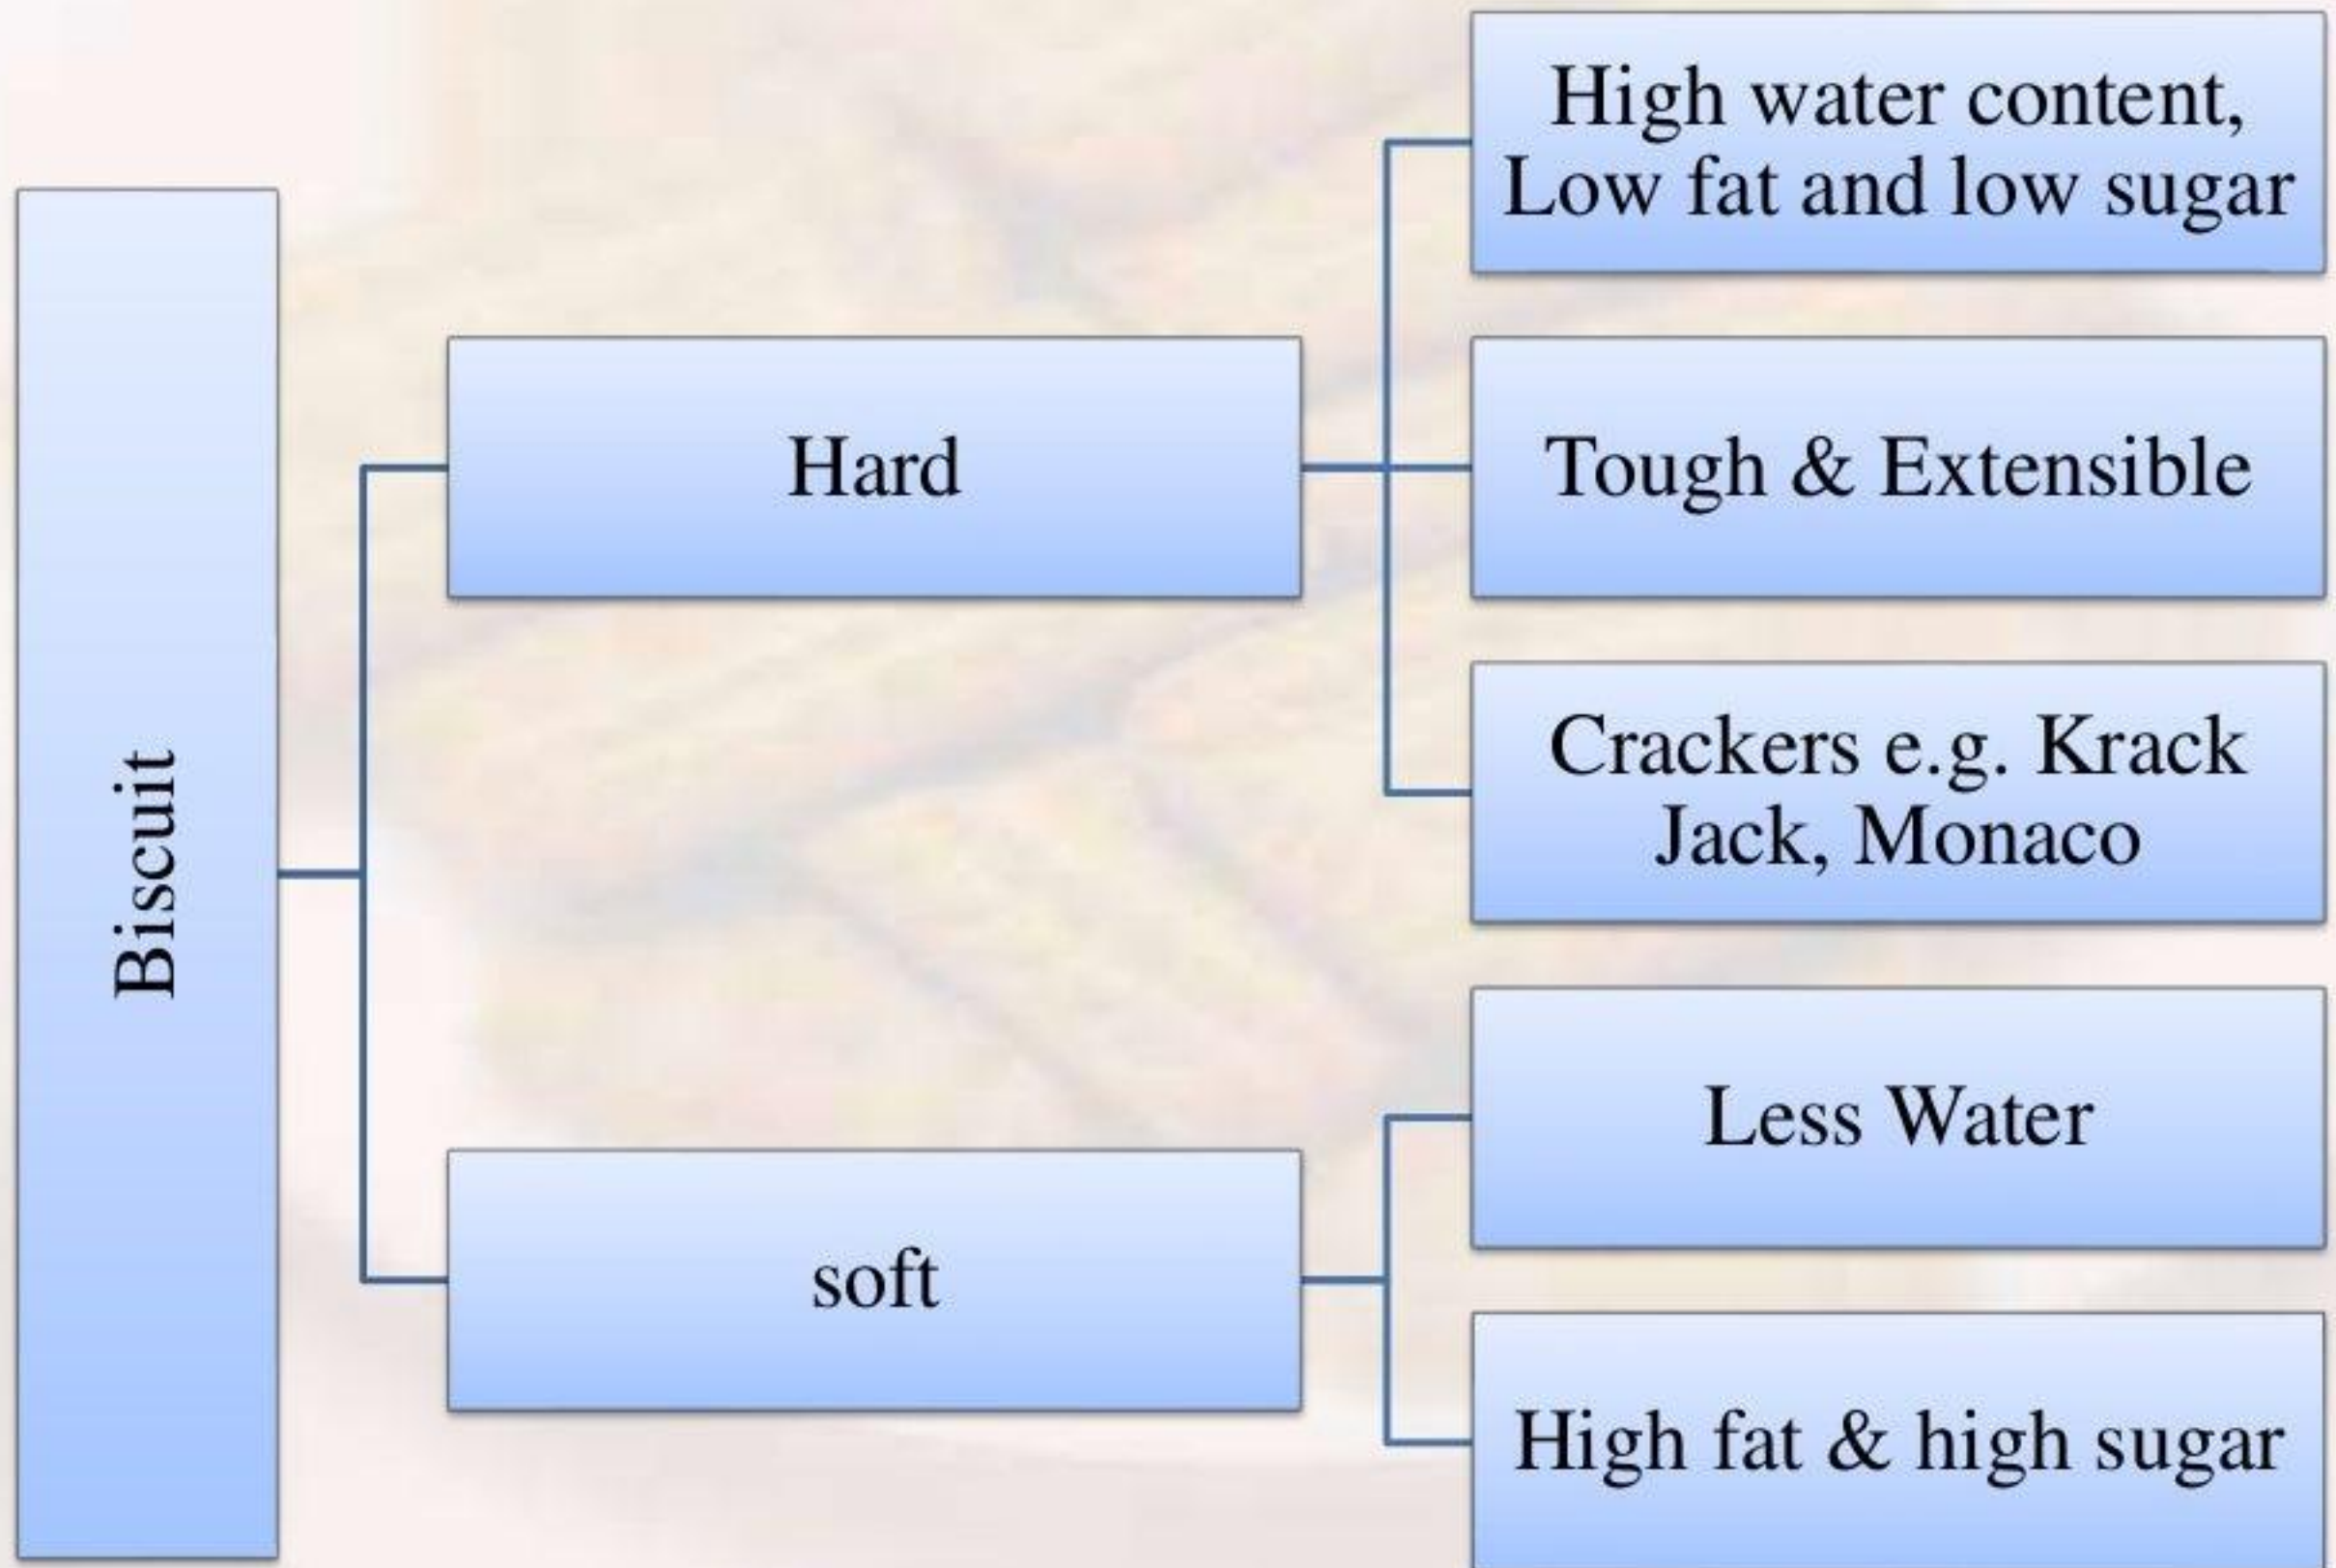 Biscuit
Hard
High water content,
Low fat and low sugar
Tough & Extensible
Crackers e.g. Krack
Jack, Monaco
soft
Less Water
High fat & high sugar